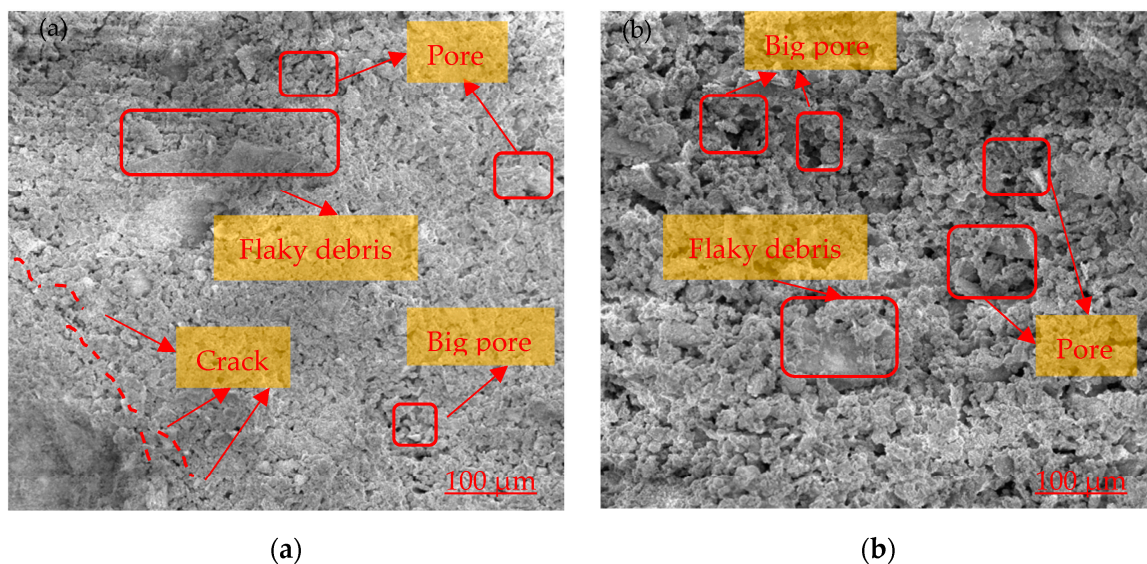 (a)
Pore
Flaky debris
Crack
Big pore
100 μm
(b)
Big pore
Flaky debris
Pore
100 μm
(a)
(b)